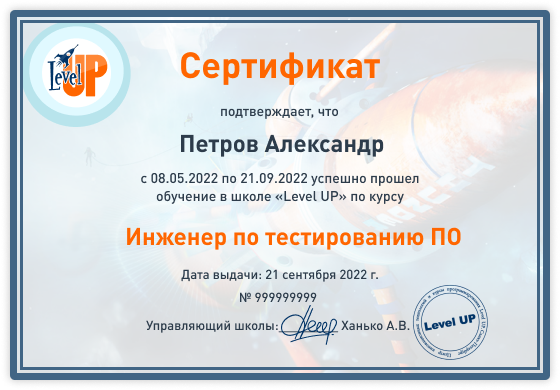 Level UP
Сертификат
подтверждает, что
Петров Александр
с 08.05.2022 по 21.09.2022 успешно прошел
обучение в школе «Level UP» по курсу
Инженер по тестированию ПО
Дата выдачи: 21 сентября 2022 г.
№ 999999999
Управляющий школы: Ханько А.В.
Level UP